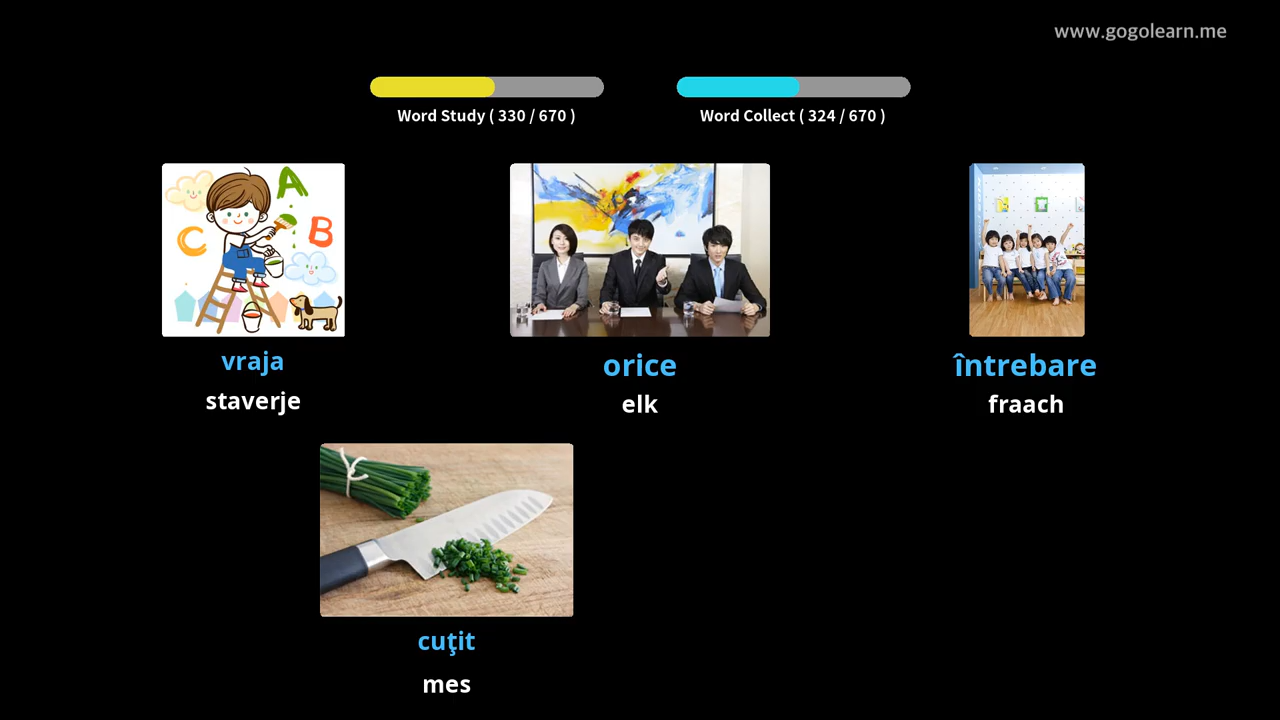 www.gogolearn.me
Word Study ( 330 / 670 )
Word Collect ( 324 / 670 )
A
B
C
vraja
staverje
orice
elk
întrebare
fraach
cuţit
mes